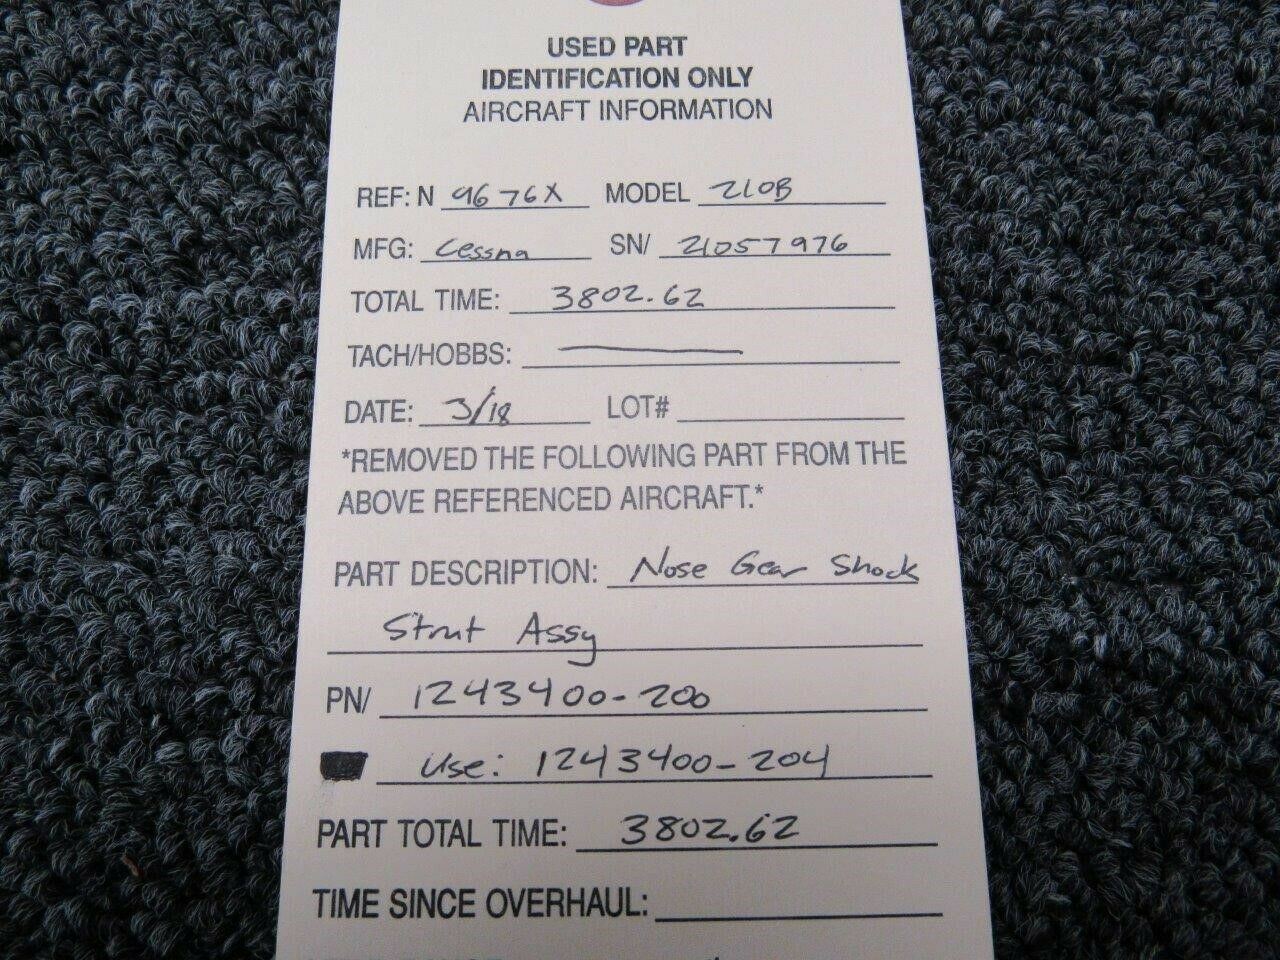 USED PART
IDENTIFICATION ONLY
AIRCRAFT INFORMATION
REF: N 9676X MODEL 210B
MFG: Cessna SN/ 21057976
TOTAL TIME: 3802.62
TACH/HOBBS:
DATE: 3/18 LOT#
*REMOVED THE FOLLOWING PART FROM THE
ABOVE REFERENCED AIRCRAFT.*
PART DESCRIPTION: Nose Gear Shock
Strut Assy
PN/ 1243400-200
Use: 1243400-204
PART TOTAL TIME: 3802.62
TIME SINCE OVERHAUL: